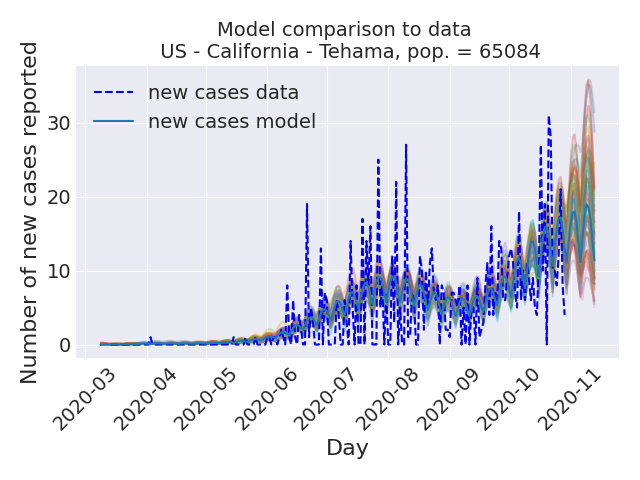 Model comparison to data
US - California - Tehama, pop. = 65084
Number of new cases reported
new cases data
new cases model
30
20
10
0
2020-03
2020-04
2020-05
2020-06
2020-07
2020-08
2020-09
2020-10
2020-11
Day